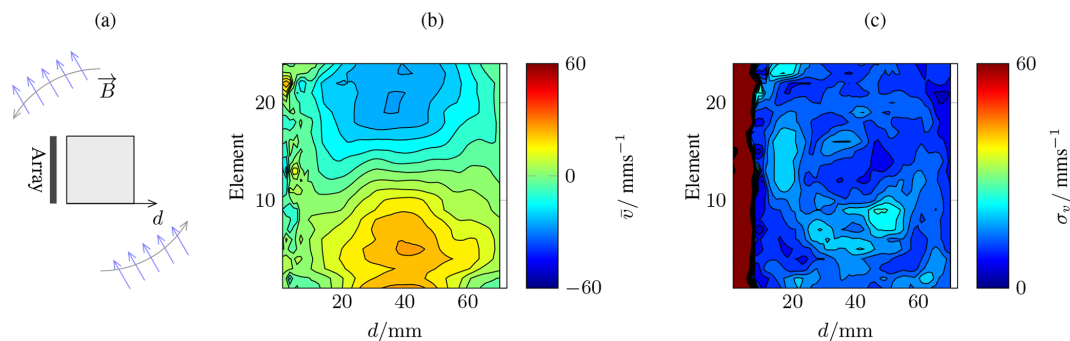 (a)
(b)
(c)
B
Array
d
Element
20
10
20
40
60
d/mm
60
0
−60
v̄/ mms⁻¹
Element
20
10
20
40
60
d/mm
60
0
σᵥ/ mms⁻¹